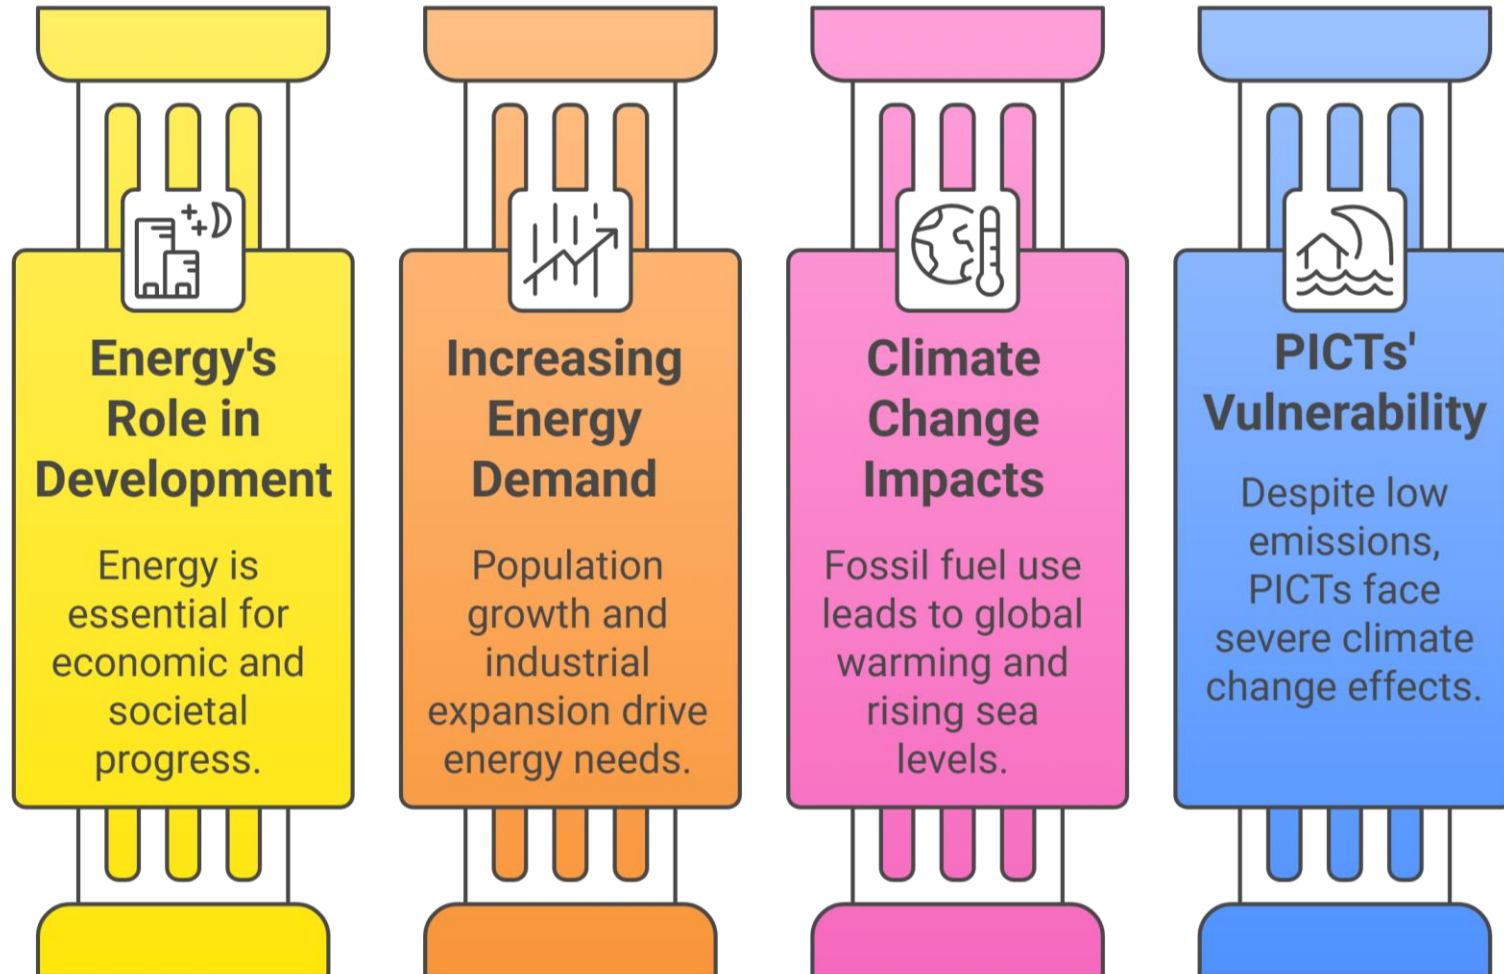 Energy's
Role in
Development
Energy is
essential for
economic and
societal
progress.
Increasing
Energy
Demand
Population
growth and
industrial
expansion drive
energy needs.
Climate
Change
Impacts
Fossil fuel use
leads to global
warming and
rising sea
levels.
PICTs'
Vulnerability
Despite low
emissions,
PICTs face
severe climate
change effects.